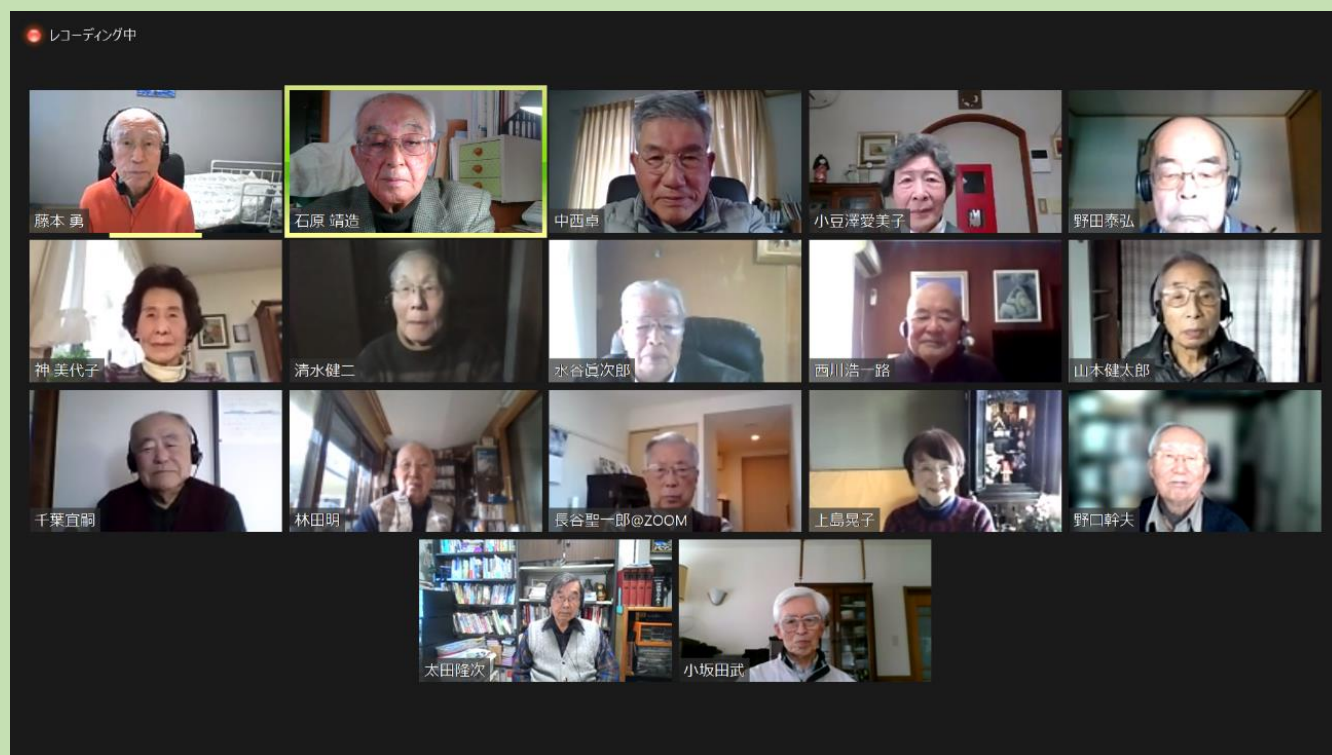 レコーディング中
藤本 勇
石原 靖造
中西卓
小豆澤愛美子
野田泰弘
神 美代子
清水健二
水谷眞次郎
西川浩一路
山本健太郎
千葉宜嗣
林田明
長谷聖一郎@ZOOM
上島晃子
野口幹夫
太田隆次
小坂田武